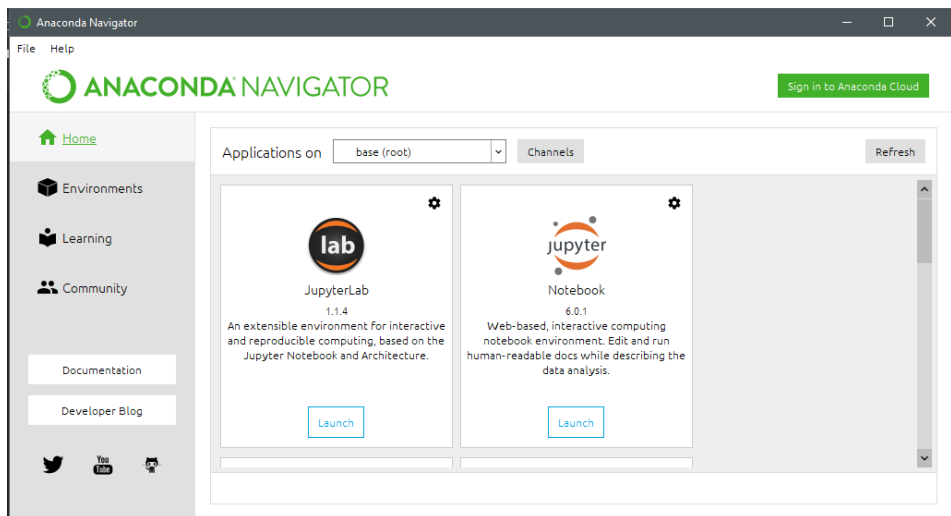 Anaconda Navigator
File Help
ANACONDA NAVIGATOR
Sign in to Anaconda Cloud
Home
Environments
Learning
Community
Documentation
Developer Blog
You
Tube
Applications on base (root) Channels Refresh
lab
JupyterLab
1.1.4
An extensible environment for interactive
and reproducible computing, based on the
Jupyter Notebook and Architecture.
Launch
jupyter
Notebook
6.0.1
Web-based, interactive computing
notebook environment. Edit and run
human-readable docs while describing the
data analysis.
Launch